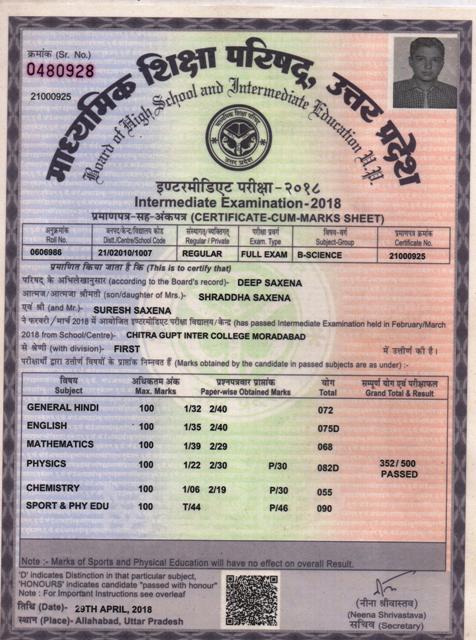 क्रमांक (Sr. No.)
0480928
21000925
माध्यमिक शिक्षा परिषद्, उत्तर प्रदेश
Board of High School and Intermediate Education U.P.
इण्टरमीडिएट परीक्षा - २०१८
Intermediate Examination - 2018
प्रमाणपत्र-सह-अंकपत्र (CERTIFICATE-CUM-MARKS SHEET)
अनुक्रमांक जनपद/केन्द्र/विद्यालय कोड संस्थागत/व्यक्तिगत परीक्षा प्रवर्ग विषय-वर्ग प्रमाणपत्र क्रमांक
Roll No. Distt./Centre/School Code Regular / Private Exam. Type Subject-Group Certificate No.
0606986 21/02010/1007 REGULAR FULL EXAM B-SCIENCE 21000925
प्रमाणित किया जाता है कि (This is to certify that)
परिषद के अभिलेखानुसार (according to the Board's record)- DEEP SAXENA
आत्मज/आत्मजा श्रीमती (son/daughter of Mrs.)- SHRADDHA SAXENA
एवं श्री (and Mr.)- SURESH SAXENA
ने फरवरी/मार्च 2018 में आयोजित इण्टरमीडिएट परीक्षा विद्यालय/केन्द्र (has passed Intermediate Examination held in February/March
2018 from School/Centre)- CHITRA GUPT INTER COLLEGE MORADABAD
से श्रेणी (with division)- FIRST में उत्तीर्ण की है।
परीक्षार्थी द्वारा उत्तीर्ण विषयों के प्राप्तांक निम्नवत हैं (Marks obtained by the candidate in passed subjects are as under) :-
विषय अधिकतम अंक प्रश्नपत्रवार प्राप्तांक योग सम्पूर्ण योग एवं परीक्षाफल
Subject Max. Marks Paper-wise Obtained Marks Total Grand Total & Result
GENERAL HINDI 100 1/32 2/40 072
ENGLISH 100 1/35 2/40 075D
MATHEMATICS 100 1/39 2/29 068
PHYSICS 100 1/22 2/30 P/30 082D 352/ 500
PASSED
CHEMISTRY 100 1/06 2/19 P/30 055
SPORT & PHY EDU 100 T/44 P/46 090
Note :- Marks of Sports and Physical Education will have no effect on overall Result.
'D' indicates Distinction in that particular subject,
'HONOURS' indicates candidate "passed with honour"
Note : For Important Instructions see overleaf
तिथि (Date)- 29TH APRIL, 2018
स्थान (Place)- Allahabad, Uttar Pradesh
(नीना श्रीवास्तव)
(Neena Shrivastava)
सचिव (Secretary)